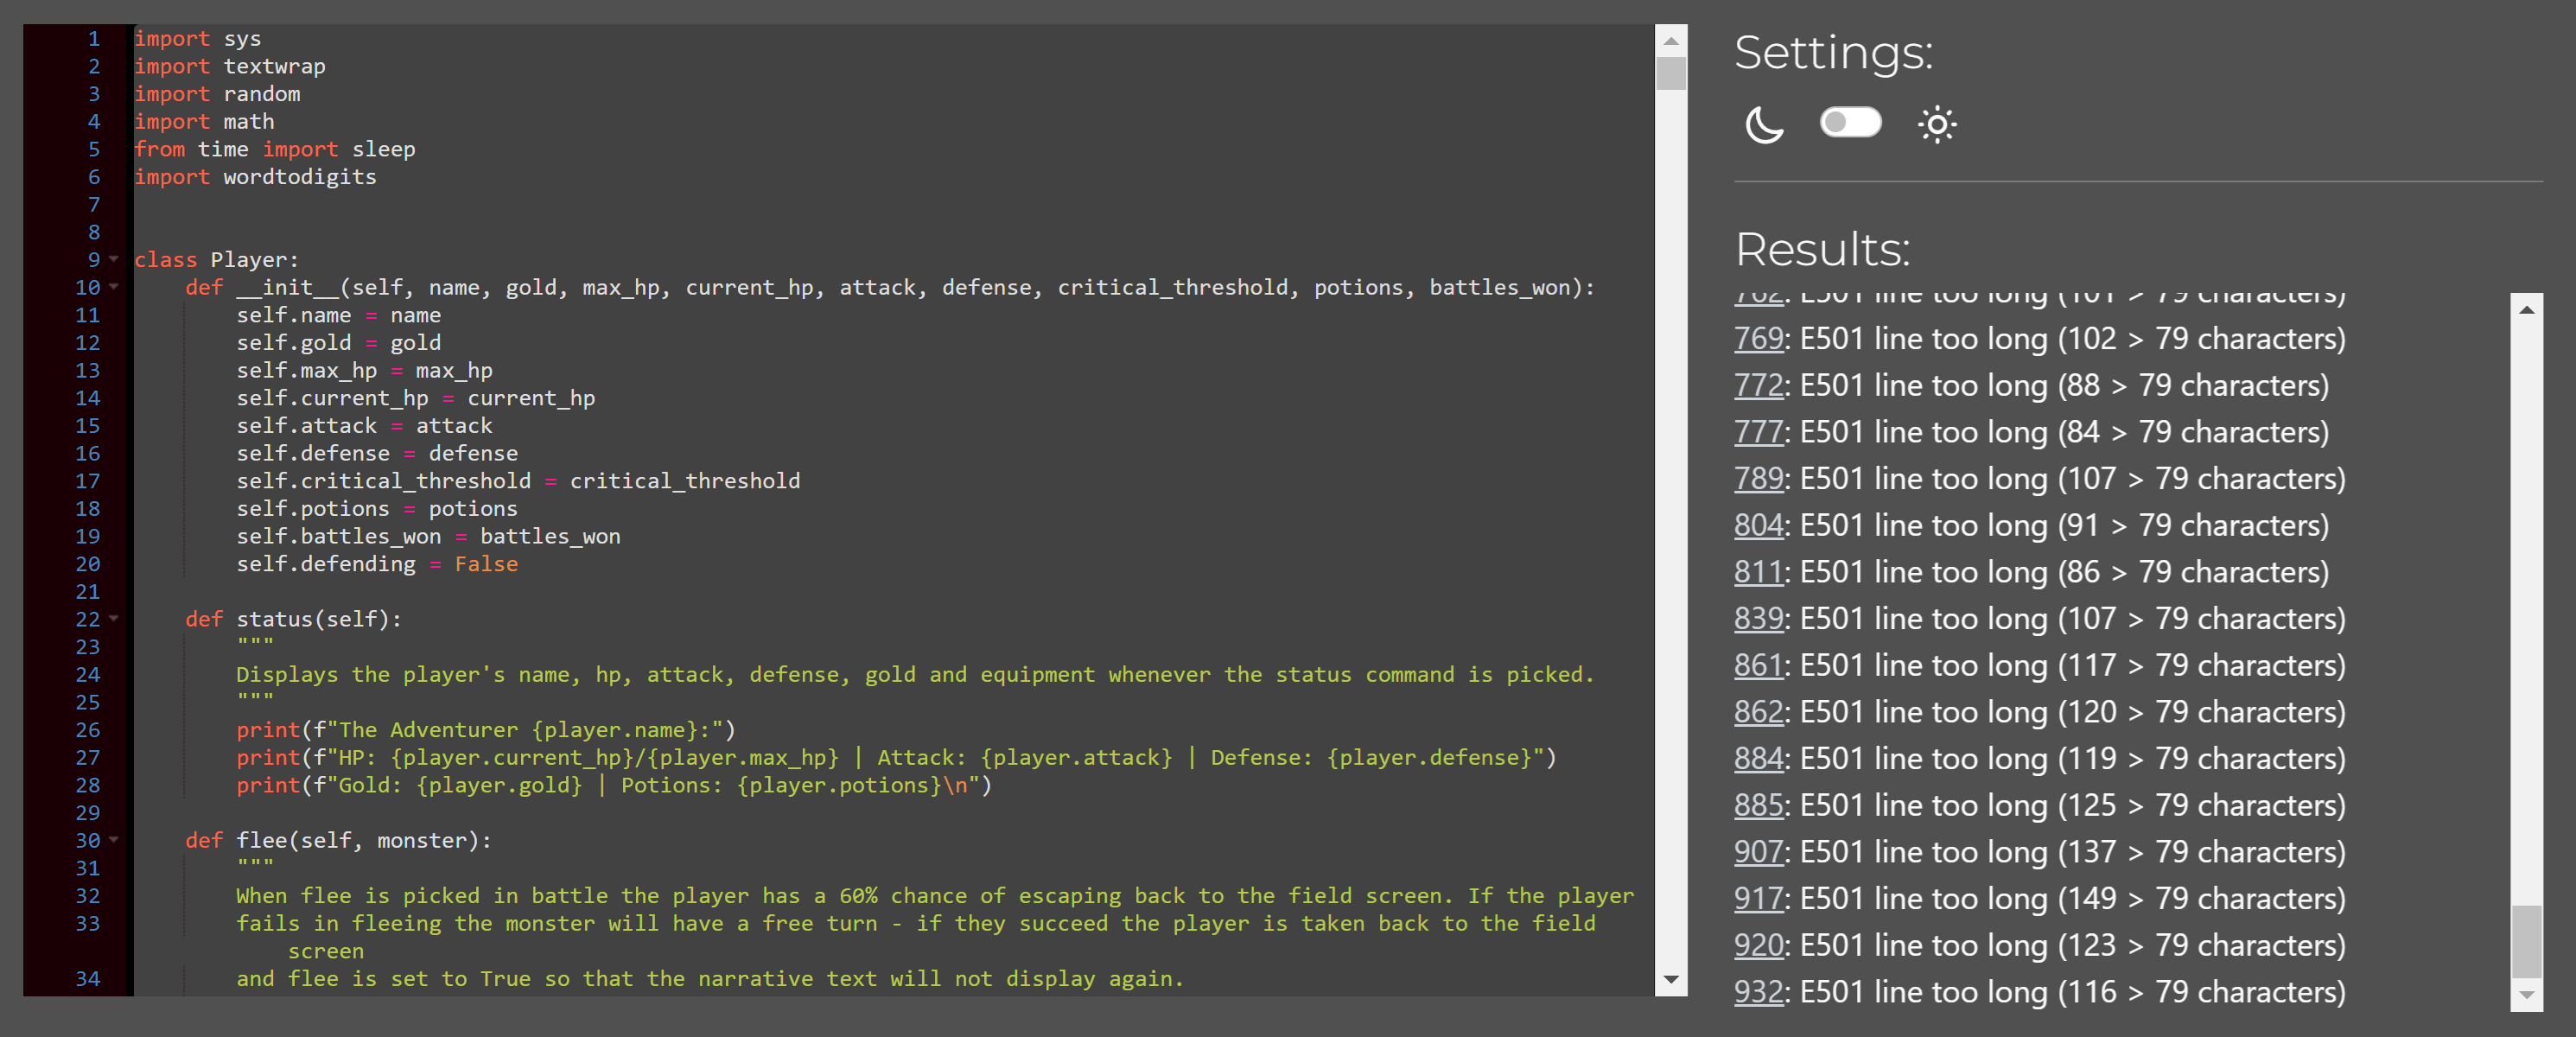 1 import sys
2 import textwrap
3 import random
4 import math
5 from time import sleep
6 import wordtodigits
7
8
9 class Player:
10     def __init__(self, name, gold, max_hp, current_hp, attack, defense, critical_threshold, potions, battles_won):
11         self.name = name
12         self.gold = gold
13         self.max_hp = max_hp
14         self.current_hp = current_hp
15         self.attack = attack
16         self.defense = defense
17         self.critical_threshold = critical_threshold
18         self.potions = potions
19         self.battles_won = battles_won
20         self.defending = False
21
22     def status(self):
23         """
24         Displays the player's name, hp, attack, defense, gold and equipment whenever the status command is picked.
25         """
26         print(f"The Adventurer {player.name}:")
27         print(f"HP: {player.current_hp}/{player.max_hp} | Attack: {player.attack} | Defense: {player.defense}")
28         print(f"Gold: {player.gold} | Potions: {player.potions}\n")
29
30     def flee(self, monster):
31         """
32         When flee is picked in battle the player has a 60% chance of escaping back to the field screen. If the player
33         fails in fleeing the monster will have a free turn - if they succeed the player is taken back to the field
            screen
34         and flee is set to True so that the narrative text will not display again.
Settings:
Results:
762: E501 line too long (101 > 79 characters)
769: E501 line too long (102 > 79 characters)
772: E501 line too long (88 > 79 characters)
777: E501 line too long (84 > 79 characters)
789: E501 line too long (107 > 79 characters)
804: E501 line too long (91 > 79 characters)
811: E501 line too long (86 > 79 characters)
839: E501 line too long (107 > 79 characters)
861: E501 line too long (117 > 79 characters)
862: E501 line too long (120 > 79 characters)
884: E501 line too long (119 > 79 characters)
885: E501 line too long (125 > 79 characters)
907: E501 line too long (137 > 79 characters)
917: E501 line too long (149 > 79 characters)
920: E501 line too long (123 > 79 characters)
932: E501 line too long (116 > 79 characters)